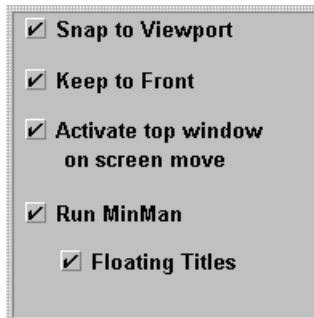 Snap to Viewport
Keep to Front
Activate top window
on screen move
Run MinMan
Floating Titles